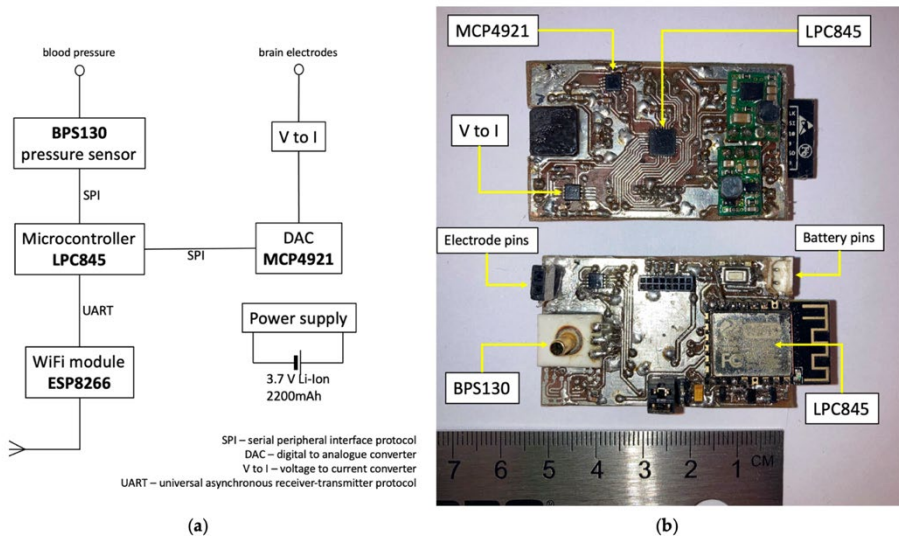 blood pressure
brain electrodes
BPS130
pressure sensor
V to I
SPI
Microcontroller
LPC845
SPI
DAC
MCP4921
UART
Power supply
WiFi module
ESP8266
3.7 V Li-Ion
2200mAh
SPI – serial peripheral interface protocol
DAC – digital to analogue converter
V to I – voltage to current converter
UART – universal asynchronous receiver-transmitter protocol
(a)
MCP4921
LPC845
V to I
Electrode pins
Battery pins
BPS130
LPC845
7 6 5 4 3 2 1 CM
(b)